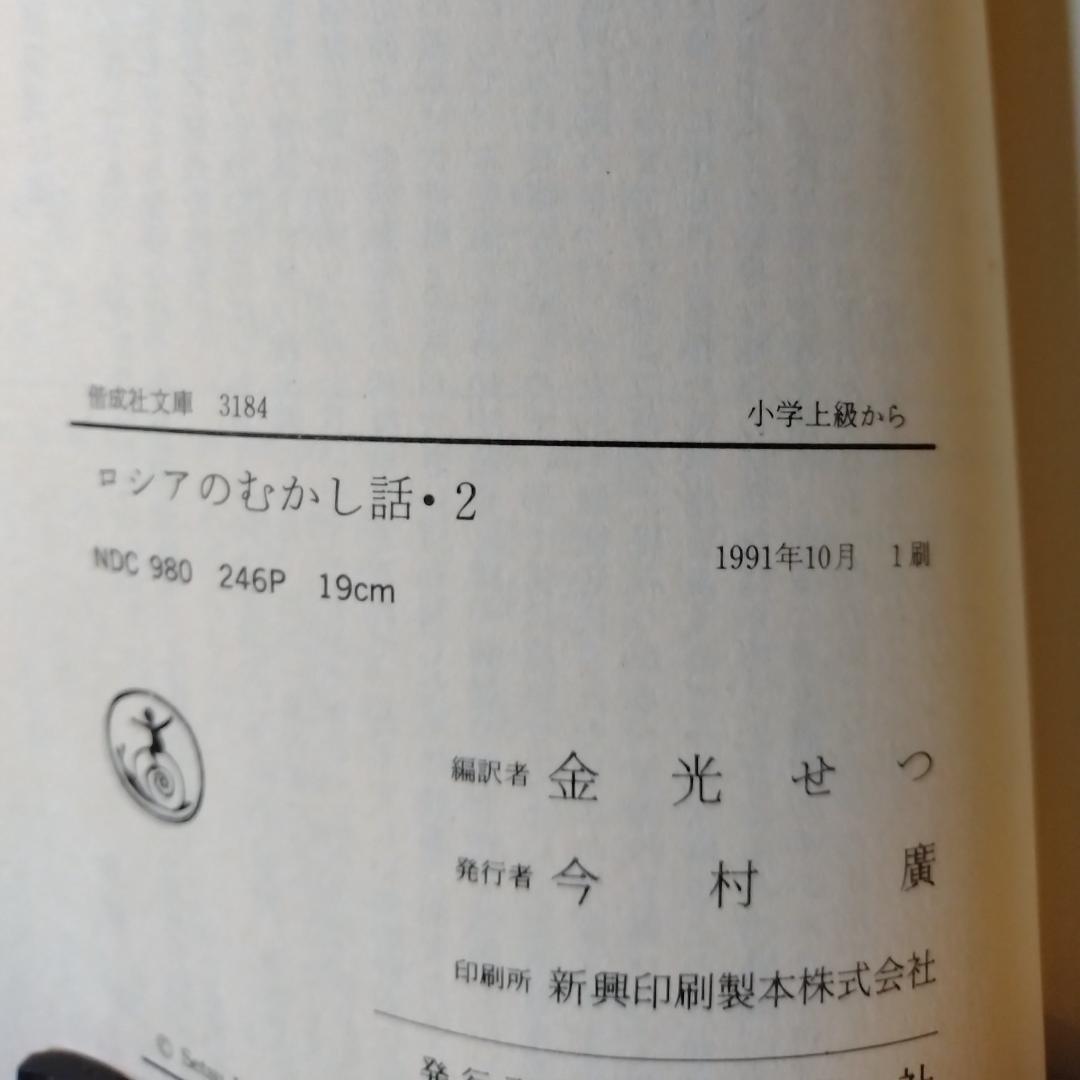 偕成社文庫 3184 小学上級から
ロシアのむかし話・2
NDC 980 246P 19cm 1991年10月 1刷
編訳者 金光せつ
発行者 今村廣
印刷所 新興印刷製本株式会社
発行
©